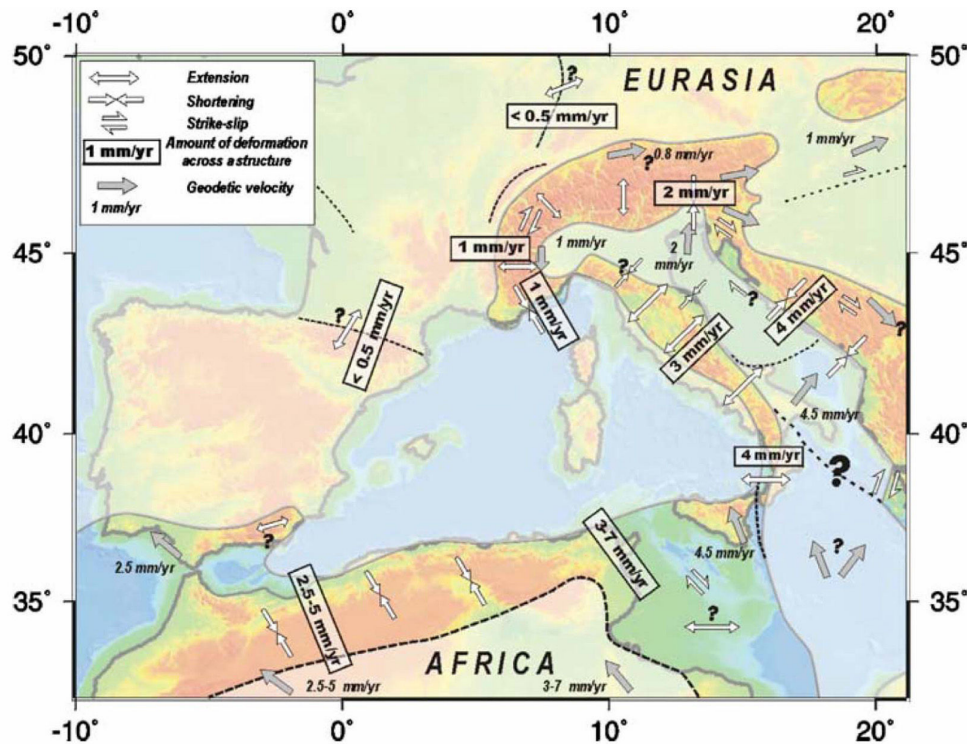 -10°
0°
10°
20°
50°
50°
Extension
Shortening
Strike-slip
1 mm/yr
Amount of deformation
across a structure
Geodetic velocity
1 mm/yr
?
EURASIA
< 0.5 mm/yr
1 mm/yr
0.8 mm/yr
?
2 mm/yr
45°
45°
1 mm/yr
1 mm/yr
2
mm/yr
?
1 mm/yr
?
4 mm/yr
?
?
< 0.5 mm/yr
3 mm/yr
4.5 mm/yr
40°
40°
4 mm/yr
?
?
2.5 mm/yr
3-7 mm/yr
4.5 mm/yr
?
2.5-5 mm/yr
35°
35°
?
AFRICA
2.5-5 mm/yr
3-7 mm/yr
-10°
0°
10°
20°